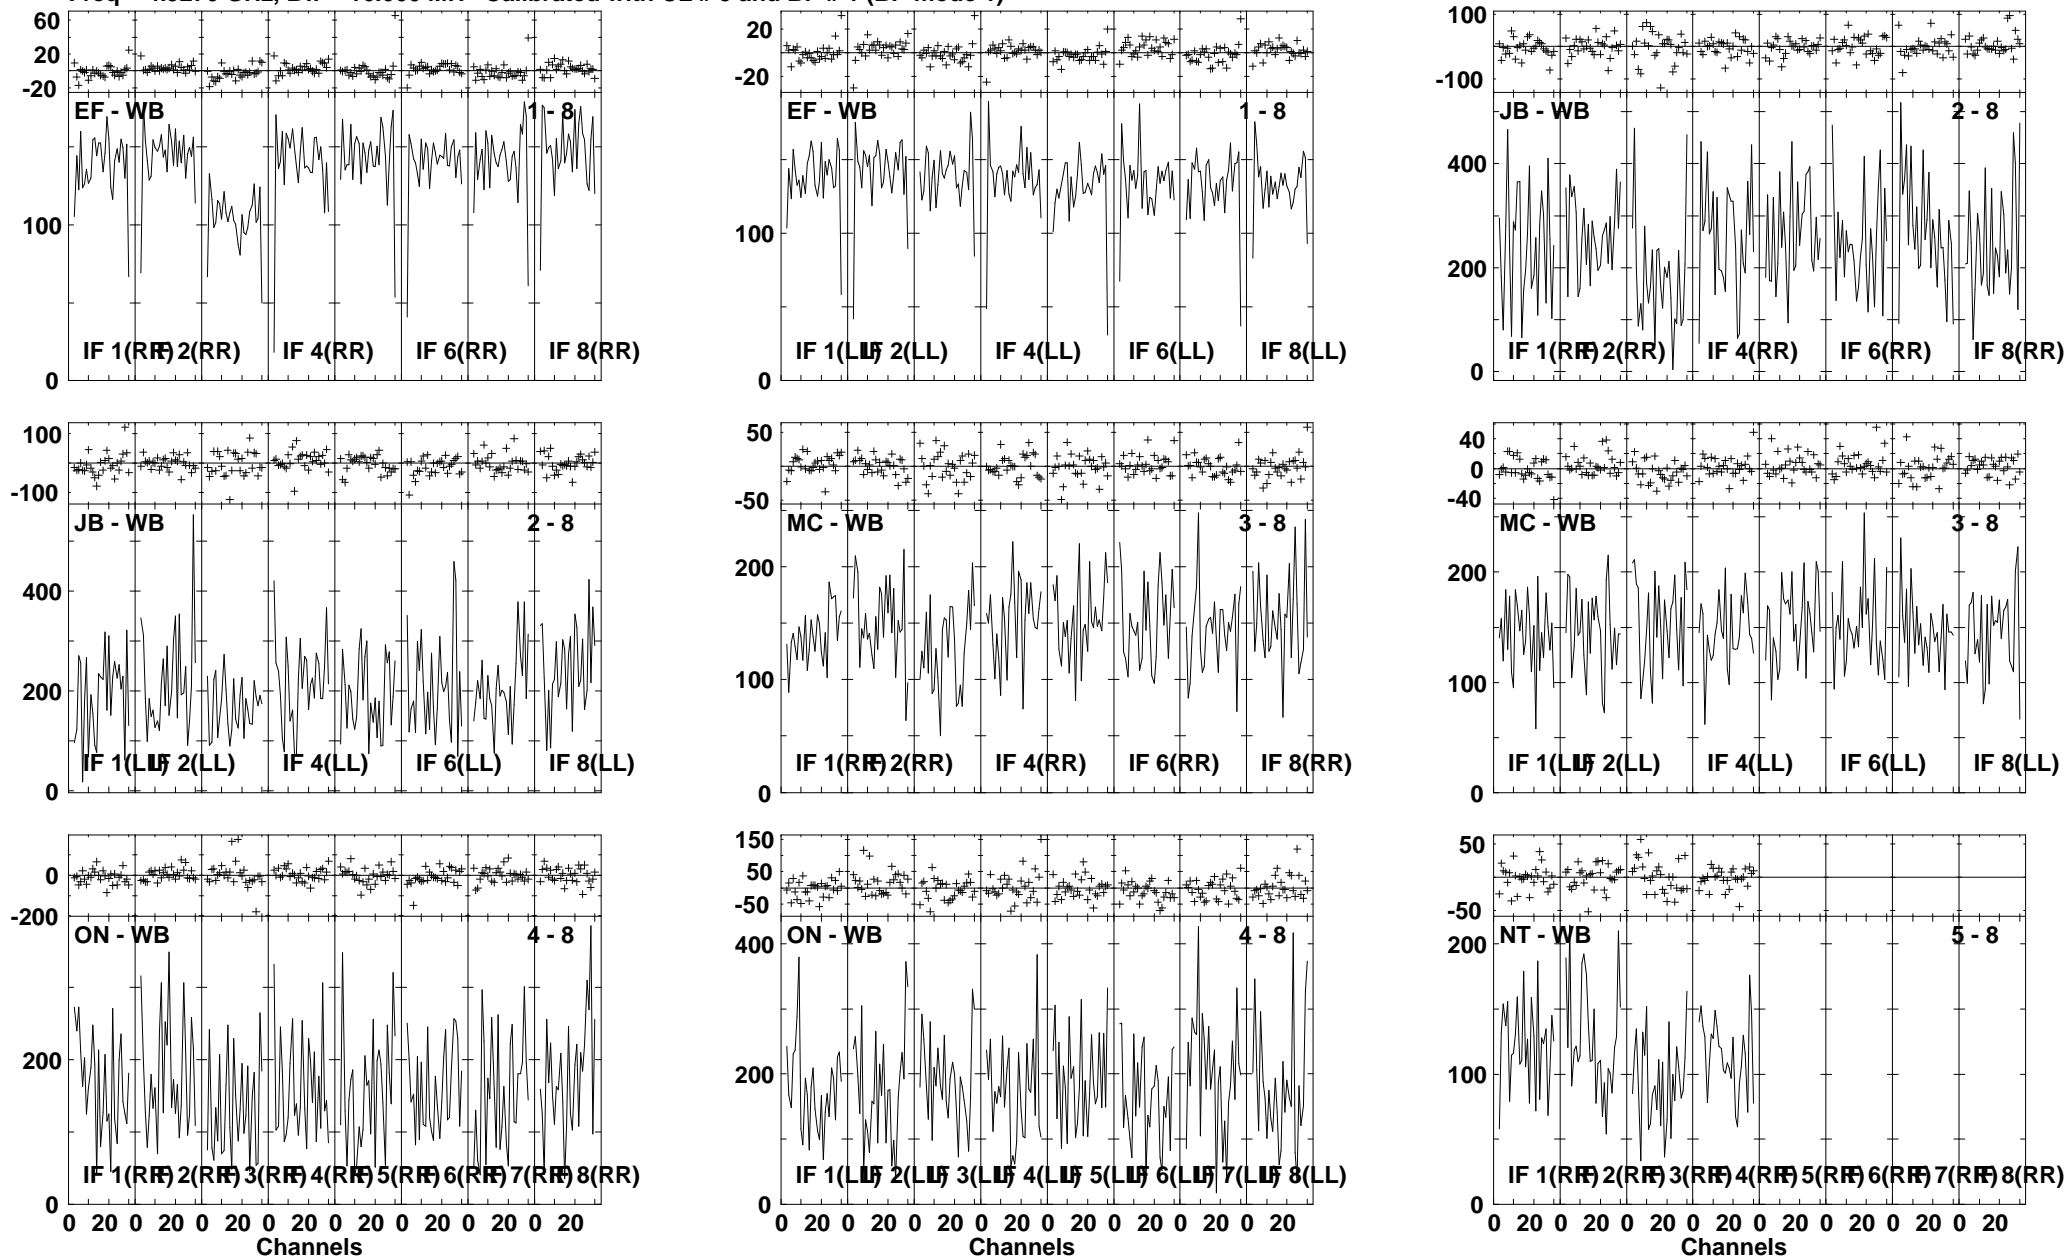 60
20
-20
EF - WB
1 - 8
100
0
IF 1(RR)
IF 2(RR)
IF 4(RR)
IF 6(RR)
IF 8(RR)
20
-20
EF - WB
1 - 8
100
0
IF 1(LL)
IF 2(LL)
IF 4(LL)
IF 6(LL)
IF 8(LL)
100
-100
JB - WB
2 - 8
400
200
0
IF 1(RR)
IF 2(RR)
IF 4(RR)
IF 6(RR)
IF 8(RR)
100
-100
JB - WB
2 - 8
400
200
0
IF 1(LL)
IF 2(LL)
IF 4(LL)
IF 6(LL)
IF 8(LL)
50
-50
MC - WB
3 - 8
200
100
0
IF 1(RR)
IF 2(RR)
IF 4(RR)
IF 6(RR)
IF 8(RR)
40
0
-40
MC - WB
3 - 8
200
100
0
IF 1(LL)
IF 2(LL)
IF 4(LL)
IF 6(LL)
IF 8(LL)
0
-200
ON - WB
4 - 8
200
0
IF 1(RR)
IF 2(RR)
IF 3(RR)
IF 4(RR)
IF 5(RR)
IF 6(RR)
IF 7(RR)
IF 8(RR)
0 20 0 20 0 20 0 20 0 20 0 20 0 20 0 20
Channels
150
50
-50
ON - WB
4 - 8
400
200
0
IF 1(LL)
IF 2(LL)
IF 3(LL)
IF 4(LL)
IF 5(LL)
IF 6(LL)
IF 7(LL)
IF 8(LL)
0 20 0 20 0 20 0 20 0 20 0 20 0 20 0 20
Channels
50
-50
NT - WB
5 - 8
200
100
0
IF 1(RR)
IF 2(RR)
IF 3(RR)
IF 4(RR)
IF 5(RR)
IF 6(RR)
IF 7(RR)
IF 8(RR)
0 20 0 20 0 20 0 20 0 20 0 20 0 20 0 20
Channels